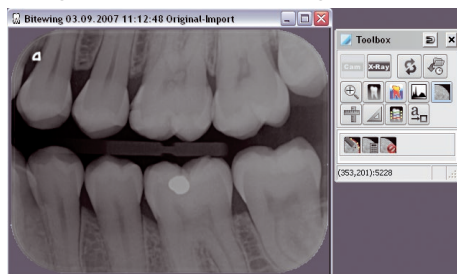 Bitewing 03.09.2007 11:12:48 Original-Import
Toolbox
Cam
X-Ray
a
(353,201):5228